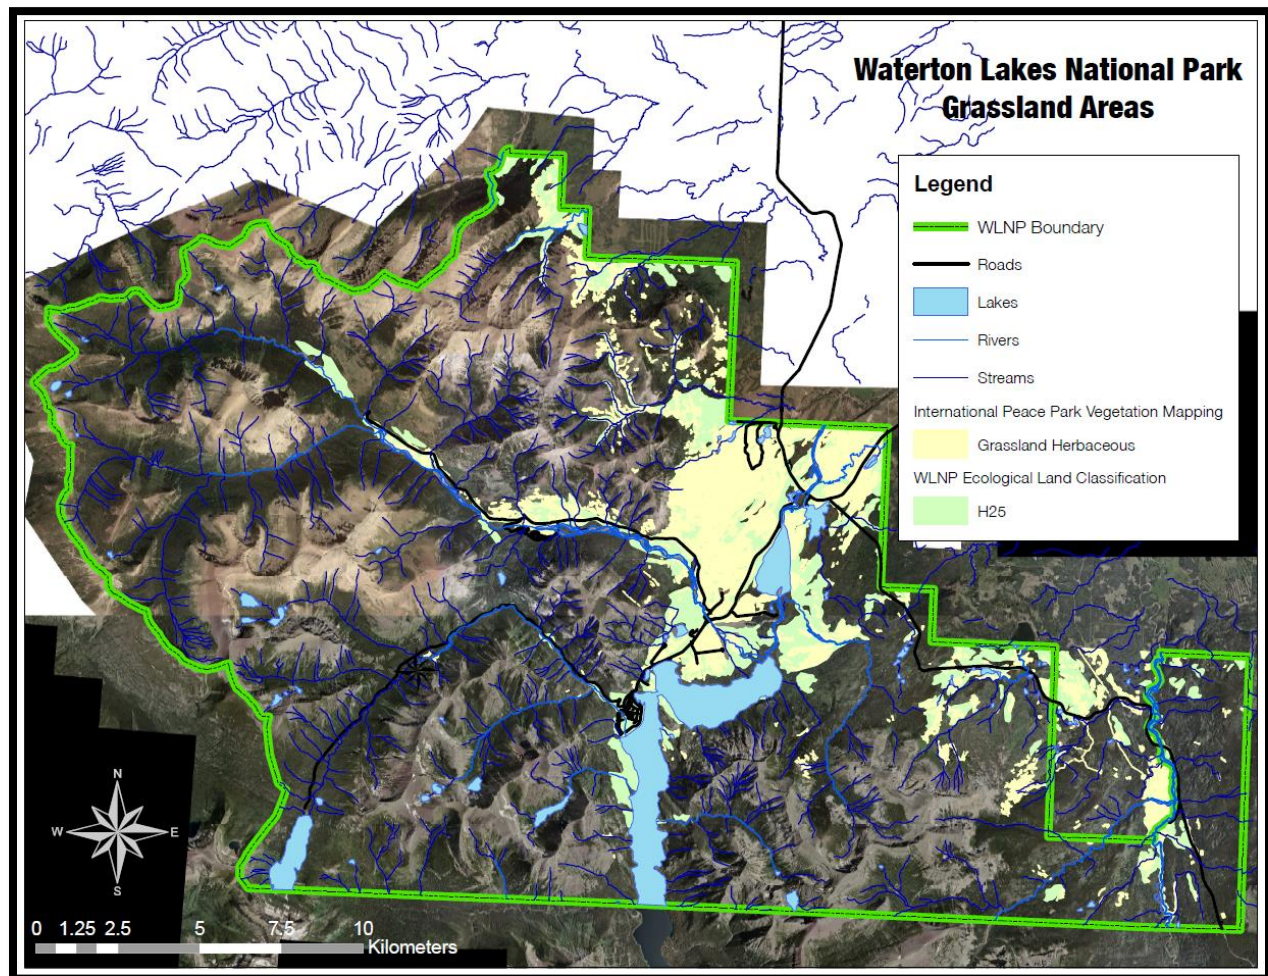 Waterton Lakes National Park
Grassland Areas
Legend
WLNP Boundary
Roads
Lakes
Rivers
Streams
International Peace Park Vegetation Mapping
Grassland Herbaceous
WLNP Ecological Land Classification
H25
N
W E
S
0 1.25 2.5 5 7.5 10
Kilometers